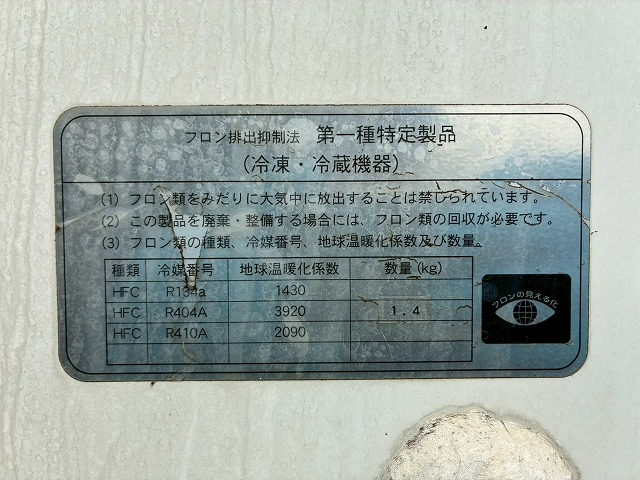 フロン排出抑制法 第一種特定製品
（冷凍・冷蔵機器）
(1) フロン類をみだりに大気中に放出することは禁じられています。
(2) この製品を廃棄・整備する場合には、フロン類の回収が必要です。
(3) フロン類の種類、冷媒番号、地球温暖化係数及び数量。
種類 冷媒番号 地球温暖化係数 数量 (kg)
HFC R134a 1430
HFC R404A 3920 1.4
HFC R410A 2090
フロンの見える化